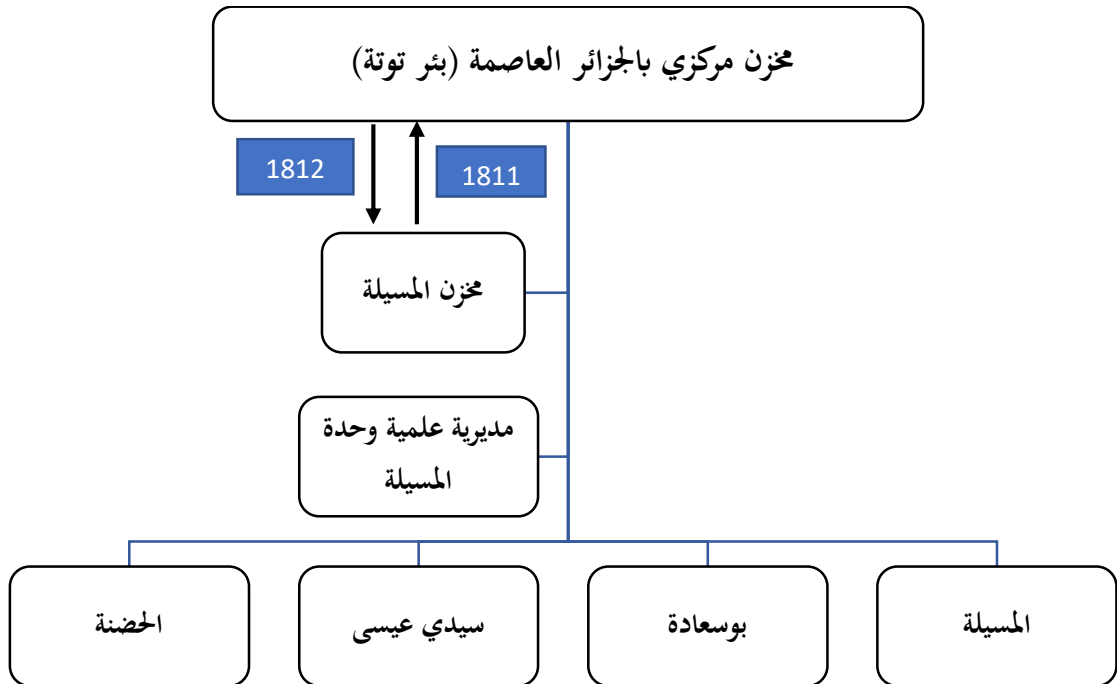 مخزن مركزي بالجزائر العاصمة (بئر توتة)
1812
1811
مخزن المسيلة
مديرية علمية وحدة
المسيلة
المسيلة
بوسعادة
سيدي عيسى
الحضنة